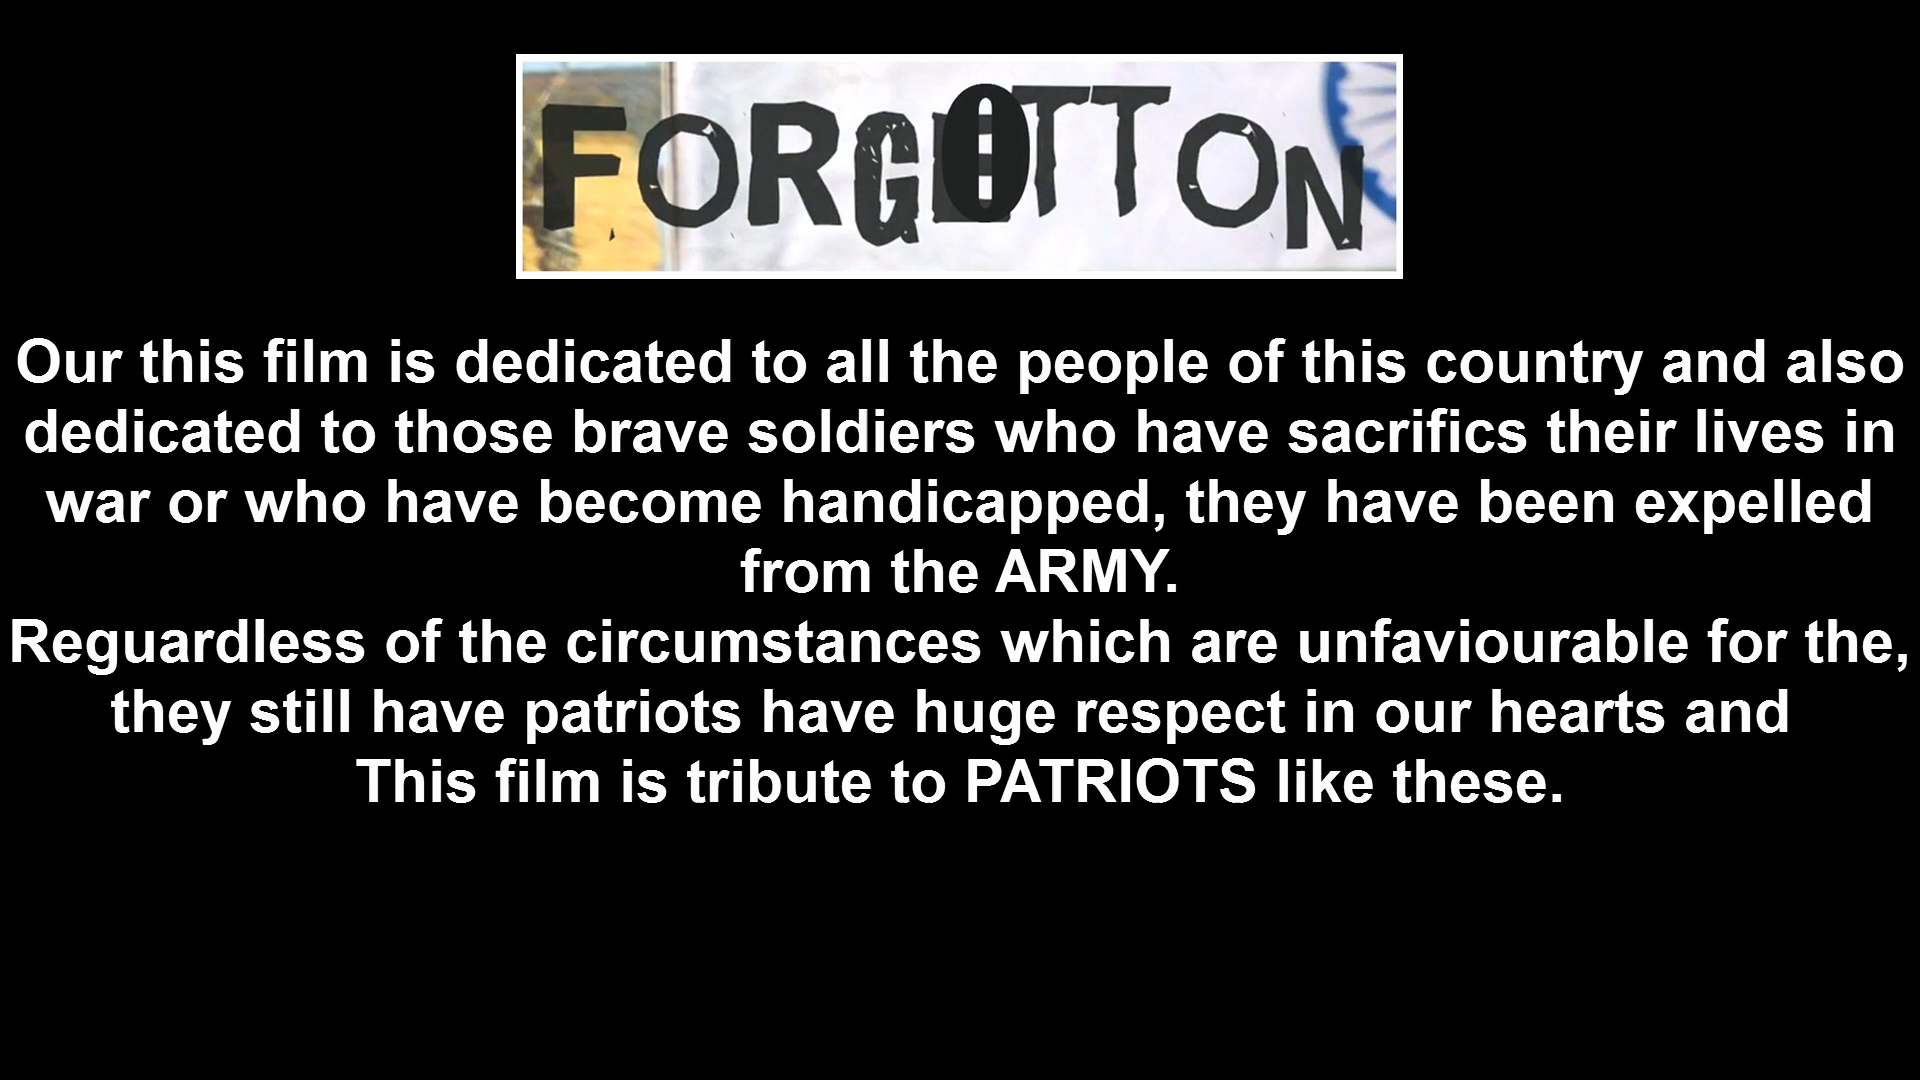 FORGOTTON
Our this film is dedicated to all the people of this country and also
dedicated to those brave soldiers who have sacrifics their lives in
war or who have become handicapped, they have been expelled
from the ARMY.
Reguardless of the circumstances which are unfaviourable for the,
they still have patriots have huge respect in our hearts and
This film is tribute to PATRIOTS like these.